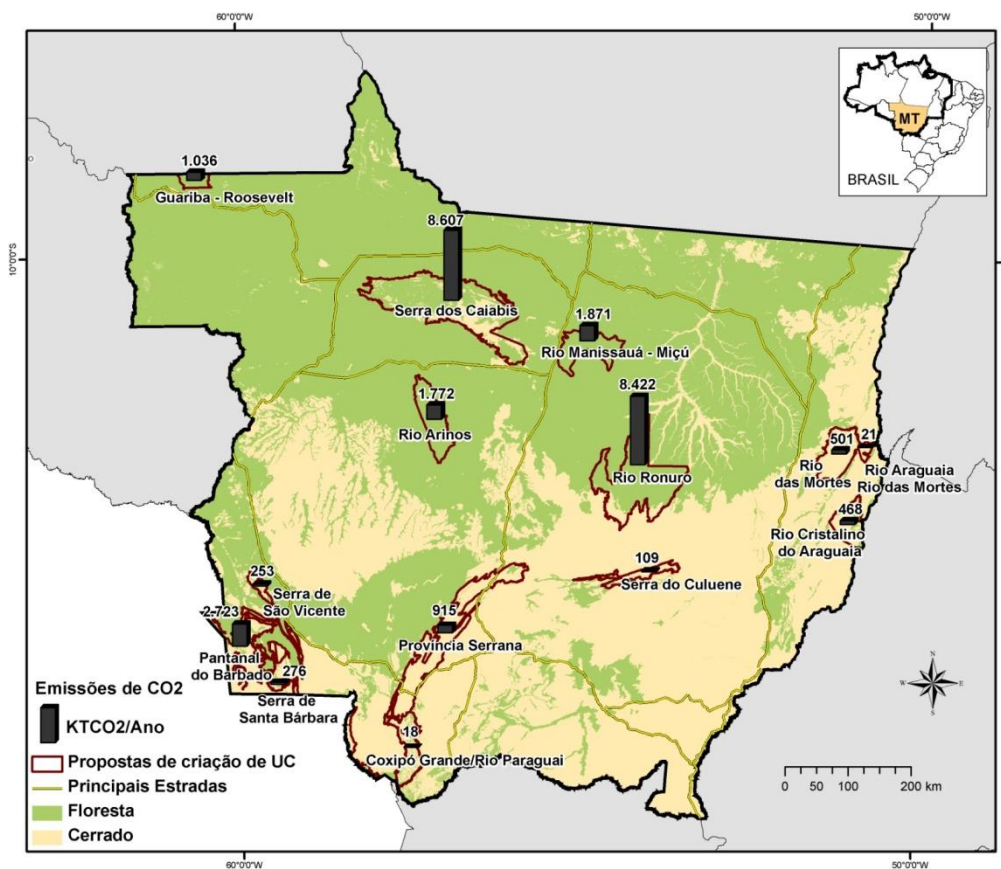 60°0'0"W
50°0'0"W
MT
BRASIL
1.036
Guariba - Roosevelt
8.607
10°0'0"S
Serra dos Caiabis
1.871
Rio Manissauá - Miçú
1.772
Rio Arinos
8.422
Rio Ronuro
501
Rio
das Mortes
21
Rio Araguaia
Rio das Mortes
468
Rio Cristalino
do Araguaia
109
Serra do Culuene
253
Serra de
São Vicente
2.723
Pantanal
do Barbado
915
Província Serrana
276
Serra de
Santa Bárbara
18
Coxipó Grande/Rio Paraguai
Emissões de CO2
KTCO2/Ano
Propostas de criação de UC
Principais Estradas
Floresta
Cerrado
N
W
E
S
0 50 100 200 km
60°0'0"W
50°0'0"W